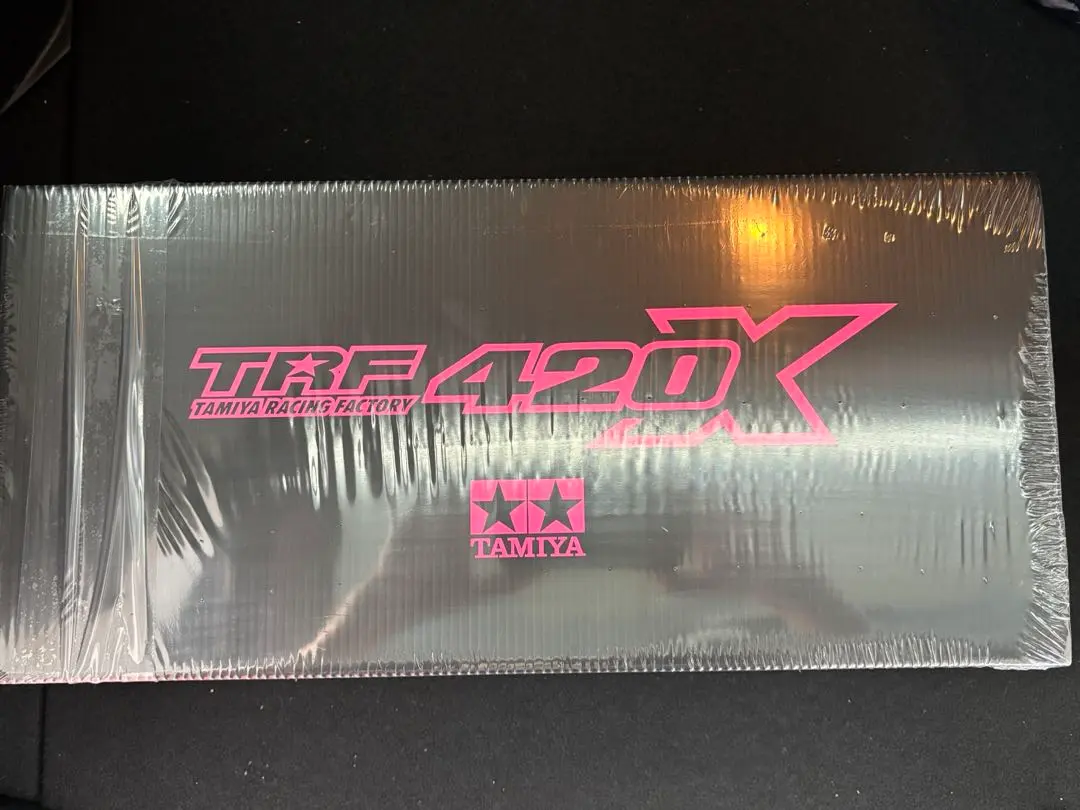 TRF 420X
TAMIYA RACING FACTORY
TAMIYA